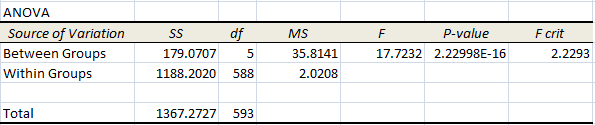 ANOVA
Source of Variation SS df MS F P-value F crit
Between Groups 179.0707 5 35.8141 17.7232 2.22998E-16 2.2293
Within Groups 1188.2020 588 2.0208
Total 1367.2727 593